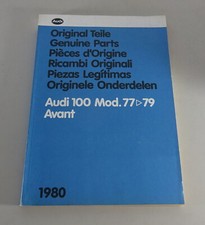 Audi
Original Teile
Genuine Parts
Pièces d'Origine
Ricambi Originali
Piezas Legítimas
Originele Onderdelen
Audi 100 Mod. 77▷79
Avant
1980